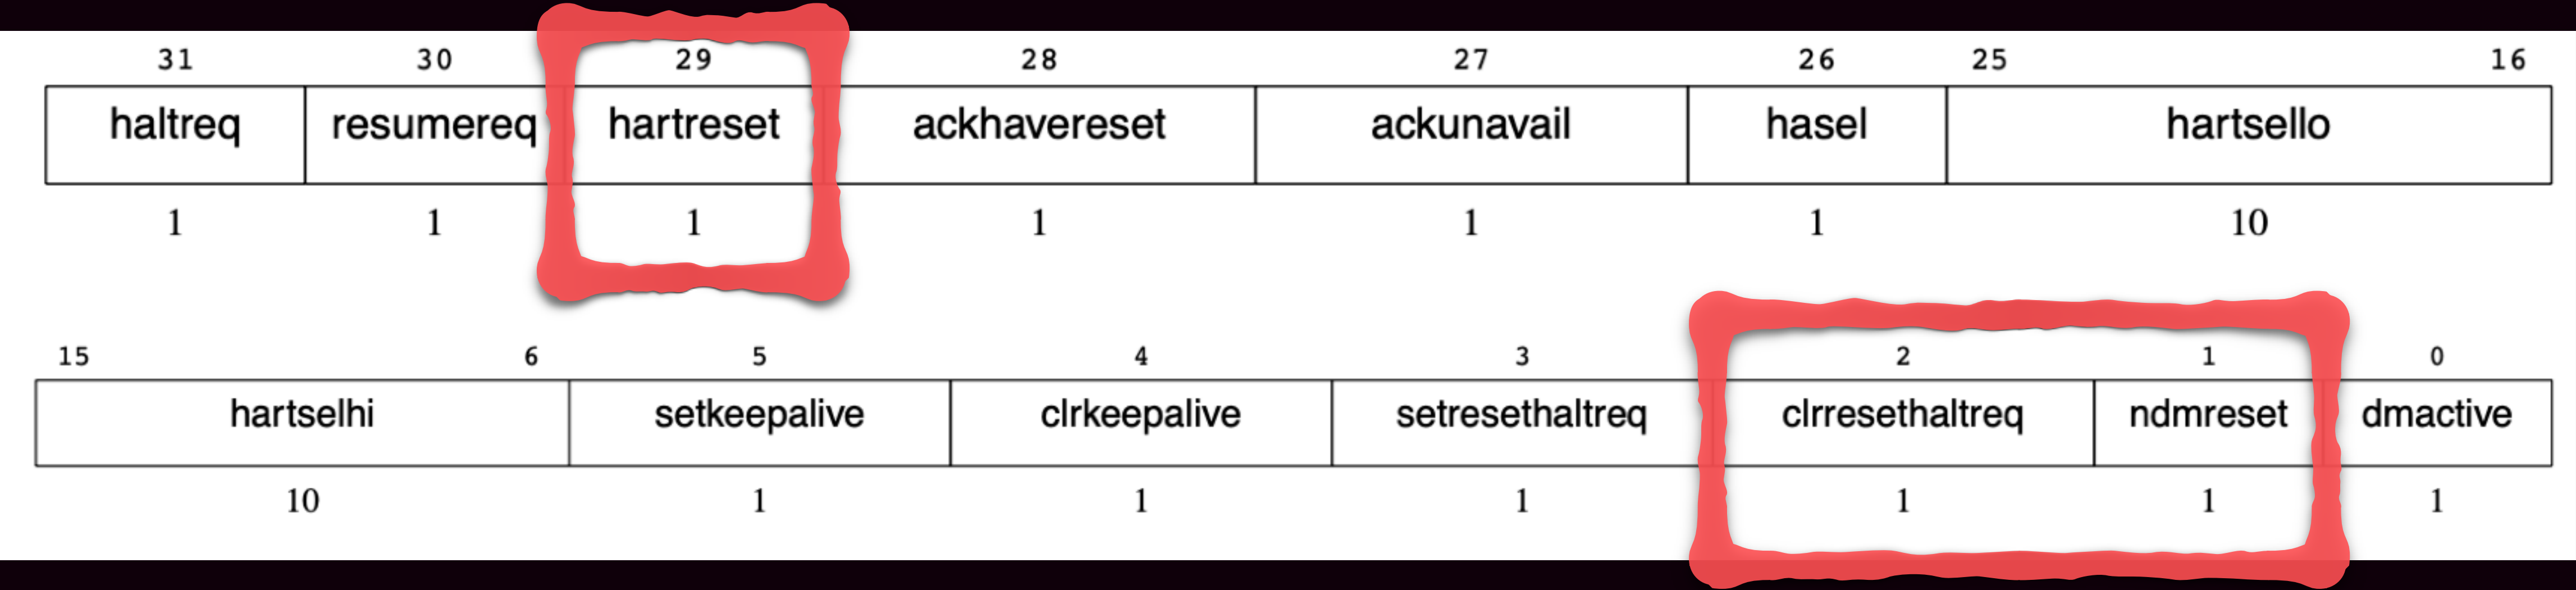 31 30 29 28 27 26 25 16
haltreq resumereq hartreset ackhavereset ackunavail hasel hartsello
1 1 1 1 1 1 10
15 6 5 4 3 2 1 0
hartselhi setkeepalive clrkeepalive setresethaltreq clrresethaltreq ndmreset dmactive
10 1 1 1 1 1 1